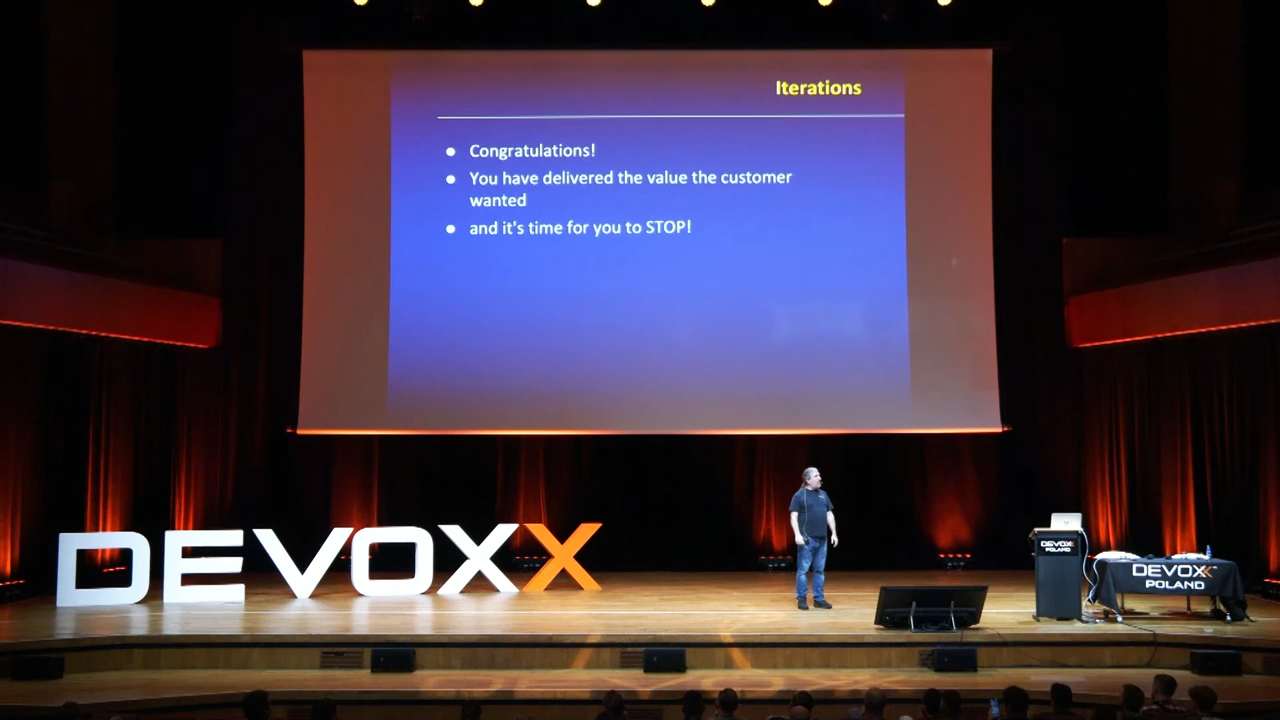 Iterations
● Congratulations!
● You have delivered the value the customer
wanted
● and it's time for you to STOP!
DEVOXX
DEVOXX
POLAND
DEVOXX
POLAND